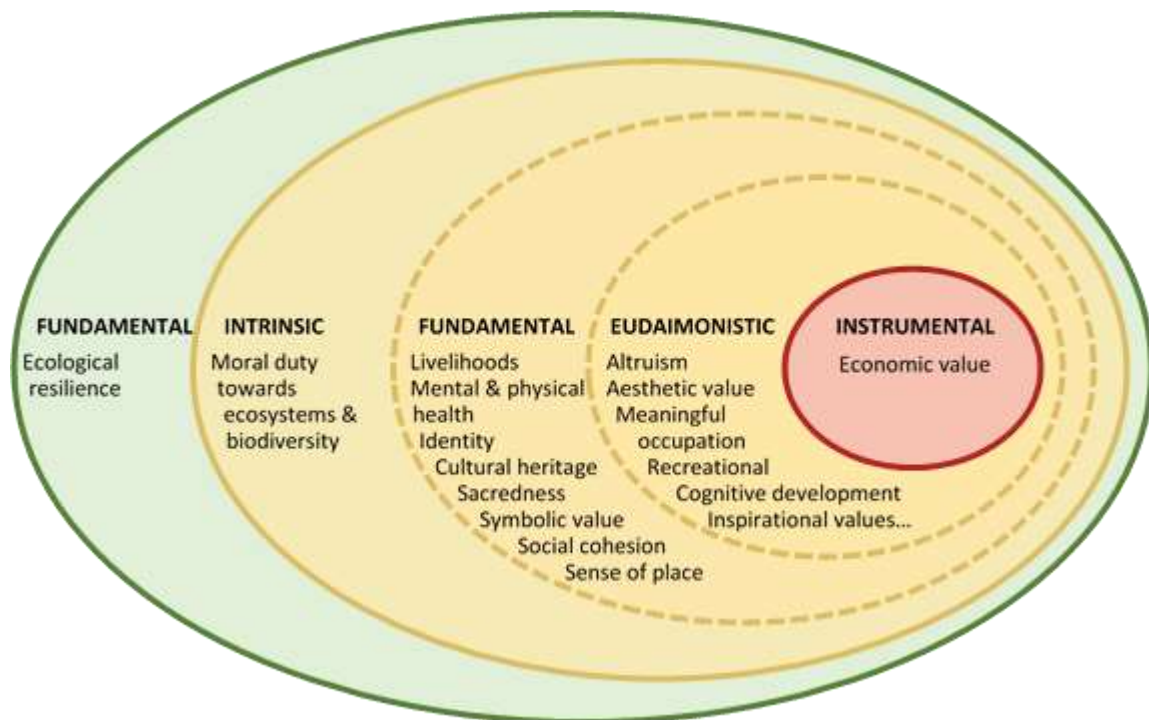 FUNDAMENTAL
Ecological
resilience
INTRINSIC
Moral duty
towards
ecosystems &
biodiversity
FUNDAMENTAL
Livelihoods
Mental & physical
health
Identity
Cultural heritage
Sacredness
Symbolic value
Social cohesion
Sense of place
EUDAIMONISTIC
Altruism
Aesthetic value
Meaningful
occupation
Recreational
Cognitive development
Inspirational values...
INSTRUMENTAL
Economic value